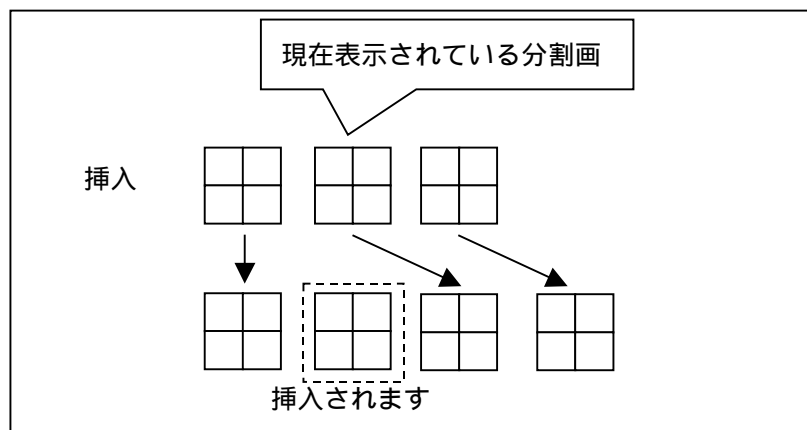 現在表示されている分割画
挿入
挿入されます